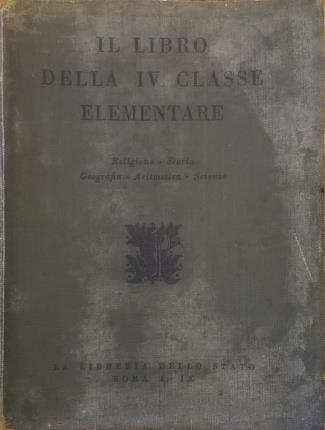 IL LIBRO
DELLA IV CLASSE
ELEMENTARE
Religione - Storia
Geografia - Aritmetica - Scienze
LA LIBRERIA DELLO STATO
ROMA A. IX